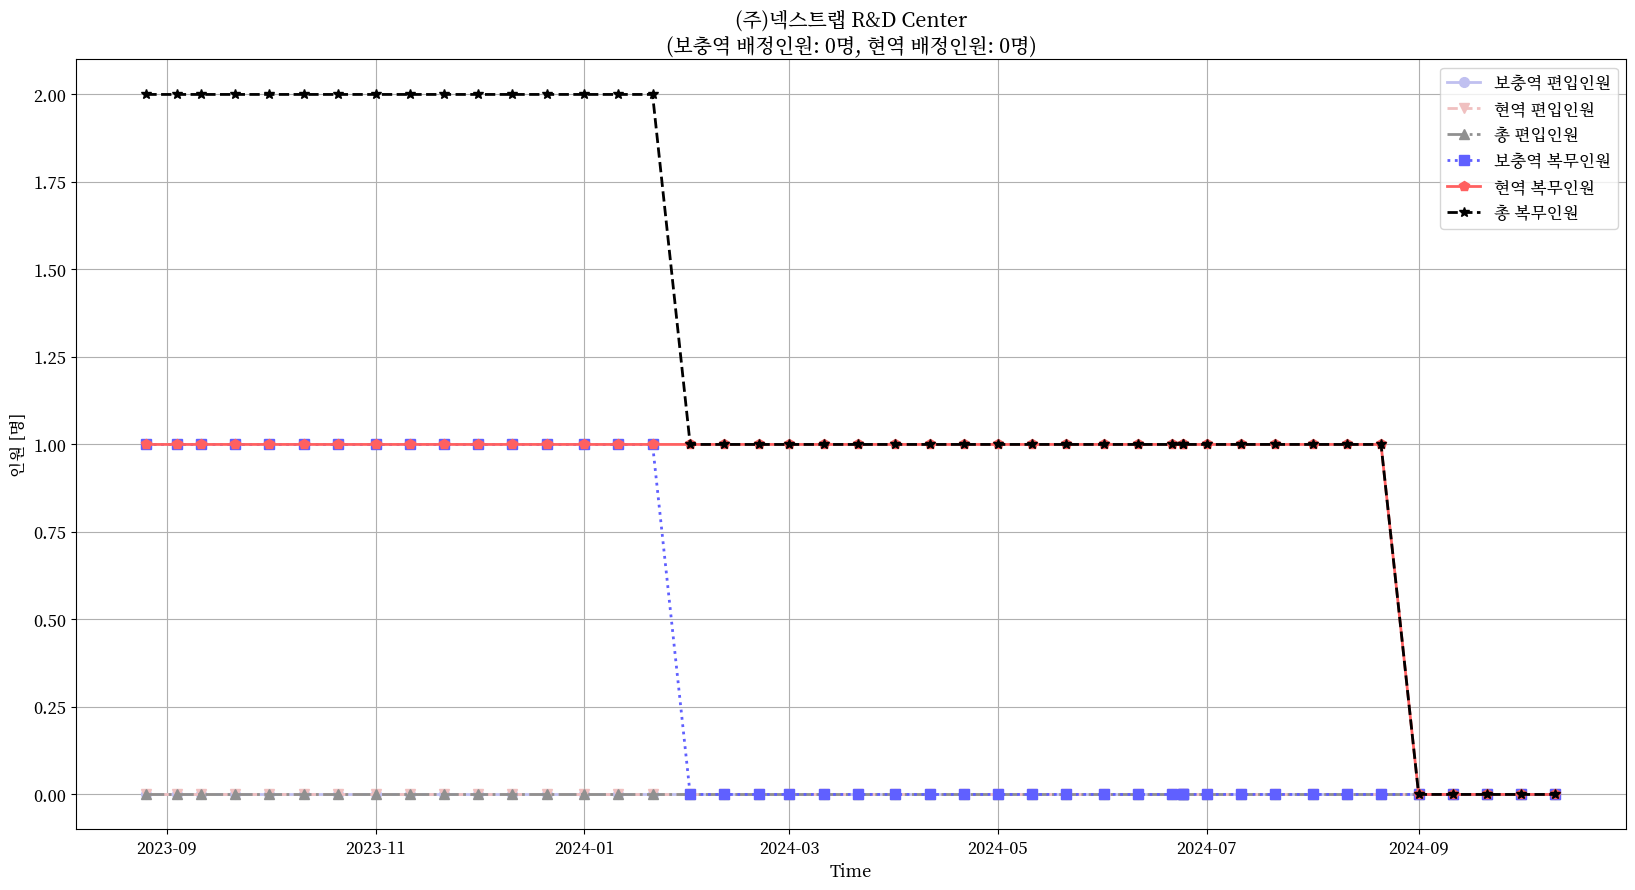 (주)넥스트랩 R&D Center
(보충역 배정인원: 0명, 현역 배정인원: 0명)
보충역 편입인원
현역 편입인원
총 편입인원
보충역 복무인원
현역 복무인원
총 복무인원
인원 [명]
2.00
1.75
1.50
1.25
1.00
0.75
0.50
0.25
0.00
2023-09
2023-11
2024-01
2024-03
2024-05
2024-07
2024-09
Time